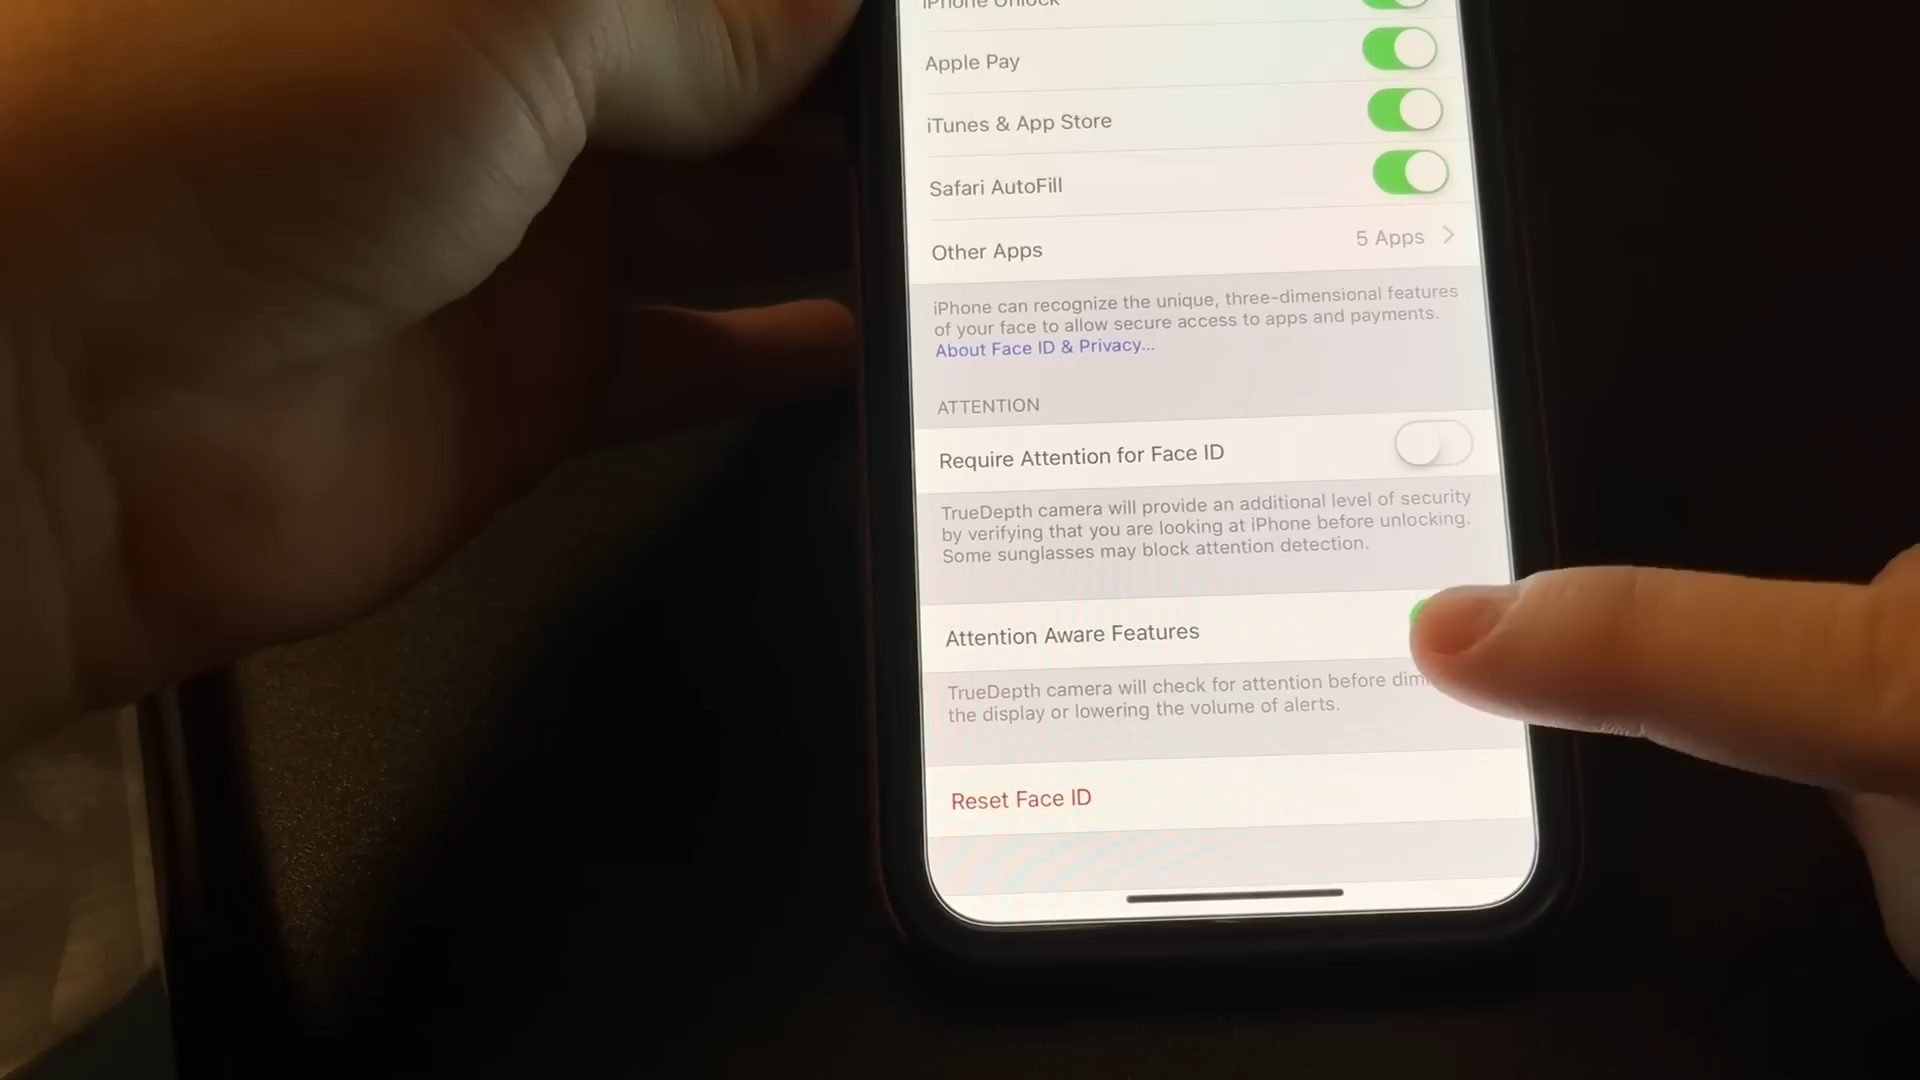 iPhone Unlock
Apple Pay
iTunes & App Store
Safari AutoFill
Other Apps 5 Apps
iPhone can recognize the unique, three-dimensional features
of your face to allow secure access to apps and payments.
About Face ID & Privacy...
ATTENTION
Require Attention for Face ID
TrueDepth camera will provide an additional level of security
by verifying that you are looking at iPhone before unlocking.
Some sunglasses may block attention detection.
Attention Aware Features
TrueDepth camera will check for attention before
the display or lowering the volume of alerts.
Reset Face ID